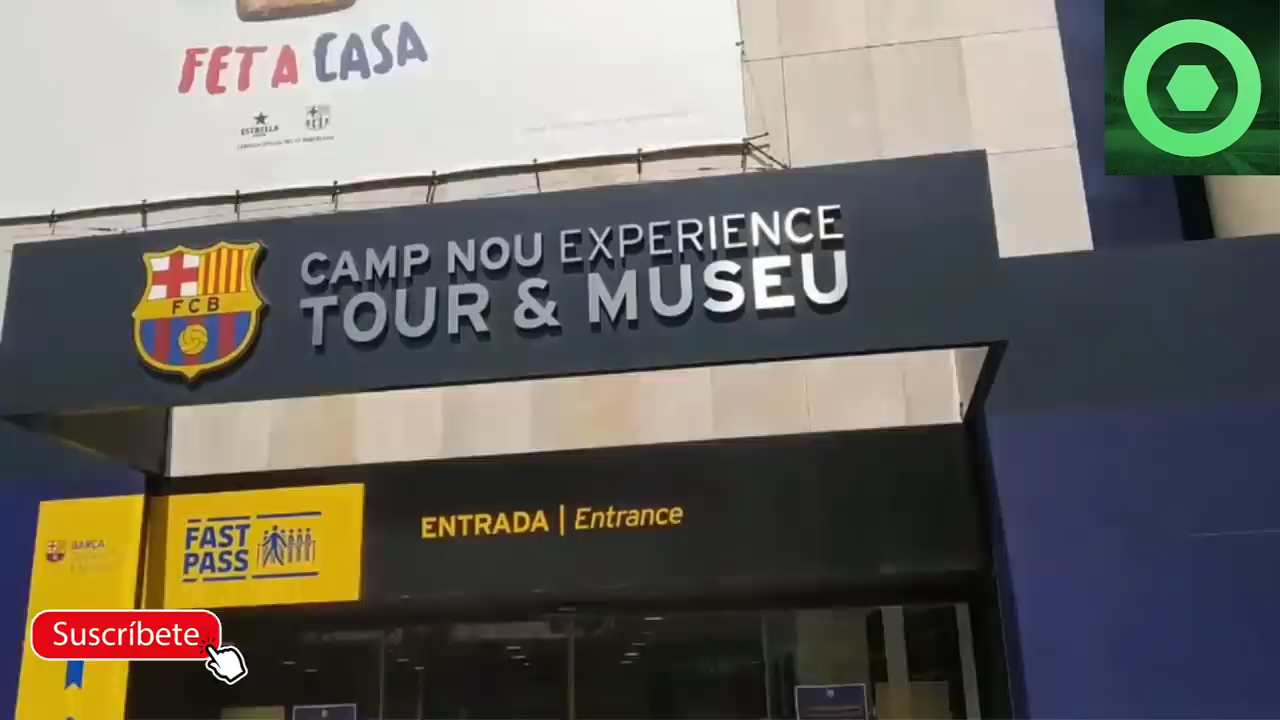 FET A CASA
ESTRELLA
CAMP NOU EXPERIENCE
TOUR & MUSEU
FCB
FAST
PASS
ENTRADA | Entrance
BARÇA
Suscríbete